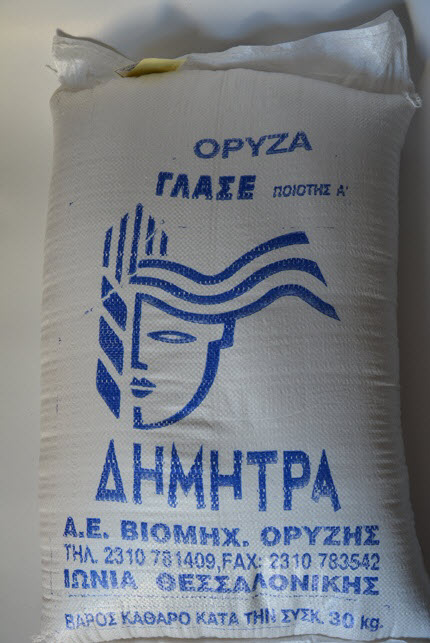 ΟΡΥΖΑ
ΓΛΑΣΕ ΠΟΙΟΤΗΣ Α'
ΔΗΜΗΤΡΑ
Α.Ε. ΒΙΟΜΗΧ. ΟΡΥΖΗΣ
ΤΗΛ. 2310 781409, FAX: 2310 783542
ΙΩΝΙΑ ΘΕΣΣΑΛΟΝΙΚΗΣ
ΒΑΡΟΣ ΚΑΘΑΡΟ ΚΑΤΑ ΤΗΝ ΣΥΣΚ. 30 kg.